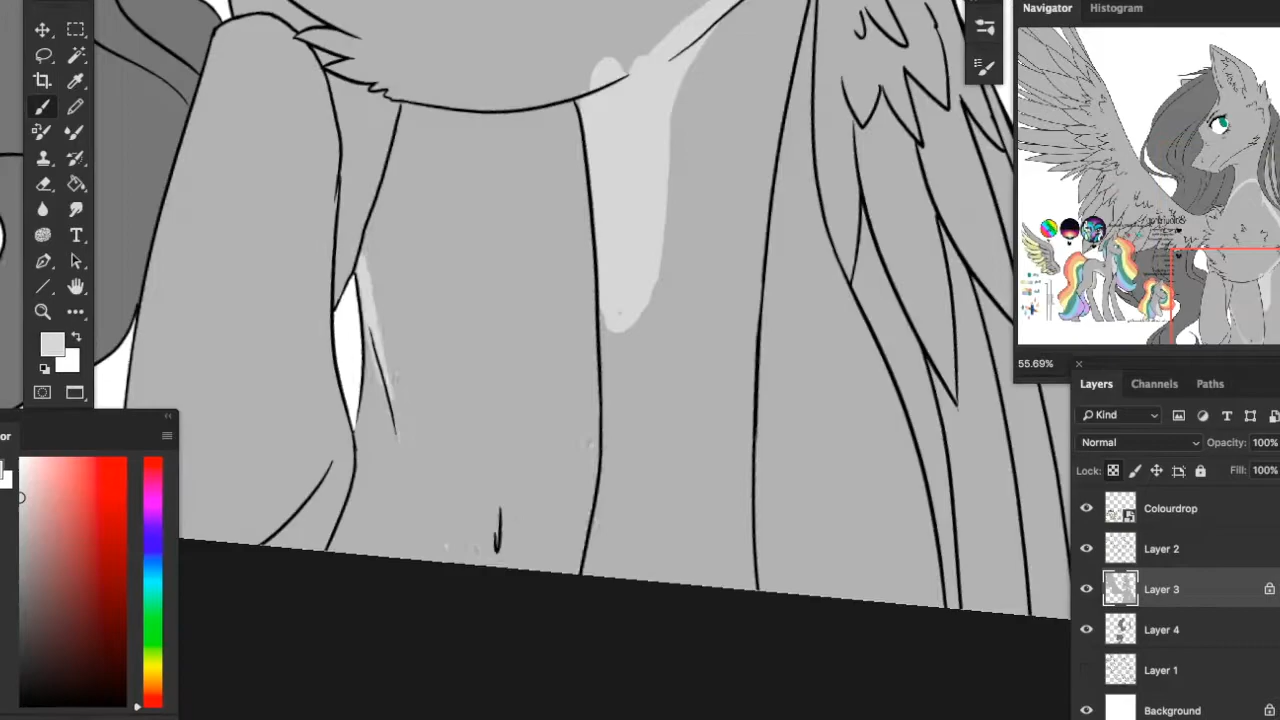 Navigator
Histogram
55.69%
Layers
Channels
Paths
Kind
Normal
Opacity: 100%
Lock:
Fill: 100%
Colourdrop
Layer 2
Layer 3
Layer 4
Layer 1
Background